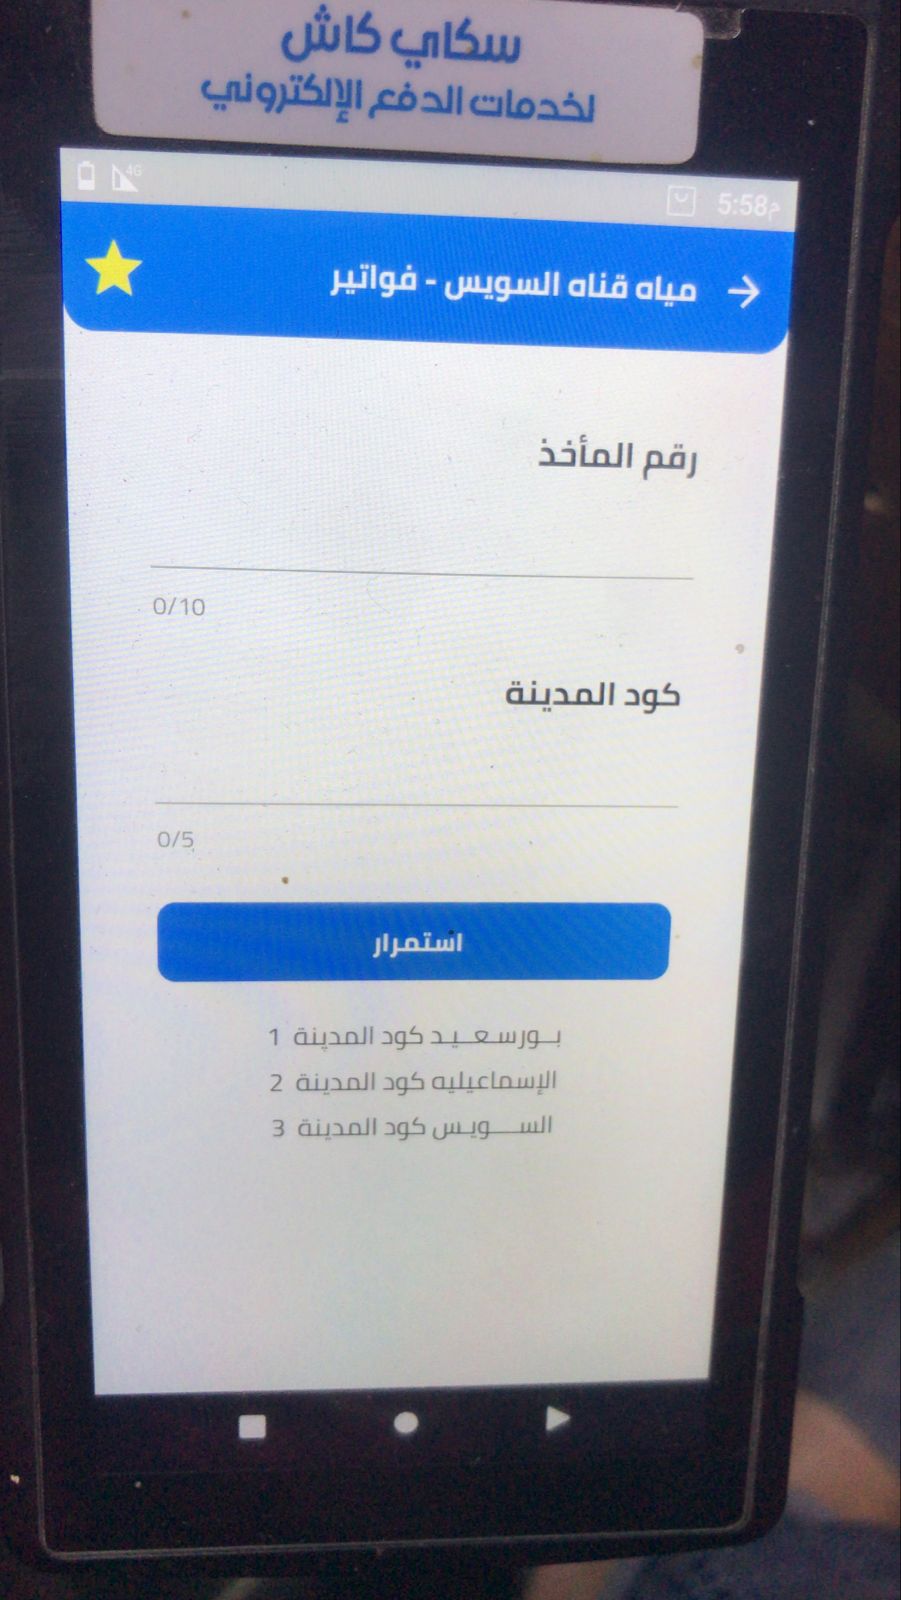 سكاي كاش
لخدمات الدفع الإلكتروني
4G
5:58م
مياه قناه السويس - فواتير
رقم المأخذ
0/10
كود المدينة
0/5
استمرار
بـورسـعـيـد كود المدينة 1
الإسماعيليه كود المدينة 2
الســـويـس كود المدينة 3